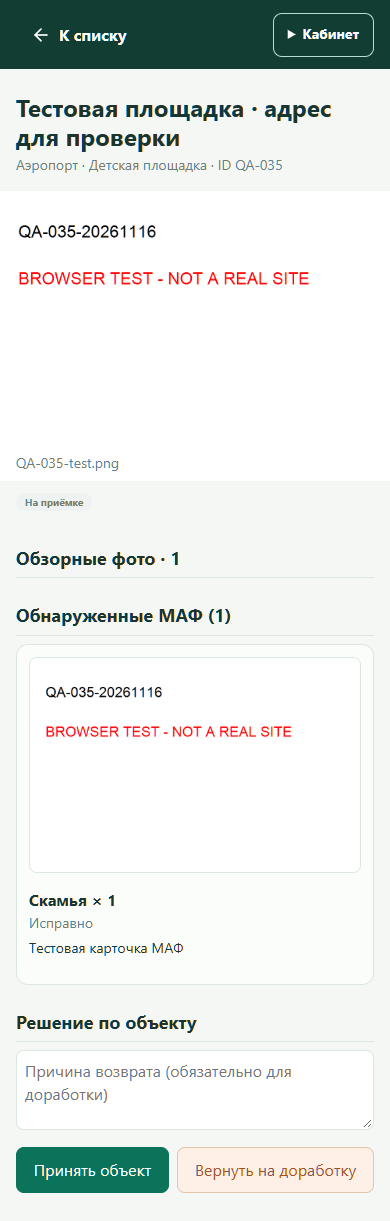 ← К списку
▶ Кабинет
Тестовая площадка · адрес
для проверки
Аэропорт · Детская площадка · ID QA-035
QA-035-20261116
BROWSER TEST - NOT A REAL SITE
QA-035-test.png
На приёмке
Обзорные фото · 1
Обнаруженные МАФ (1)
QA-035-20261116
BROWSER TEST - NOT A REAL SITE
Скамья × 1
Исправно
Тестовая карточка МАФ
Решение по объекту
Причина возврата (обязательно для
доработки)
Принять объект
Вернуть на доработку